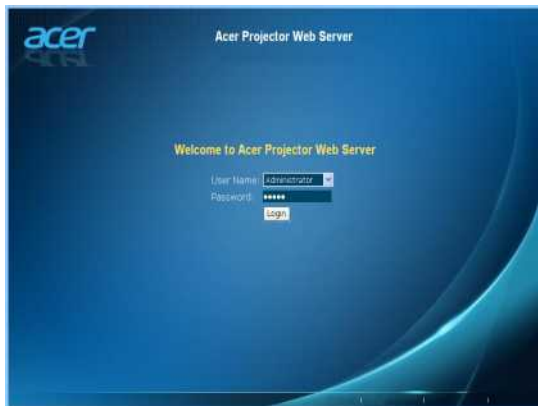 acer
Acer Projector Web Server
Welcome to Acer Projector Web Server
User Name: Administrator
Password: •••••
Login